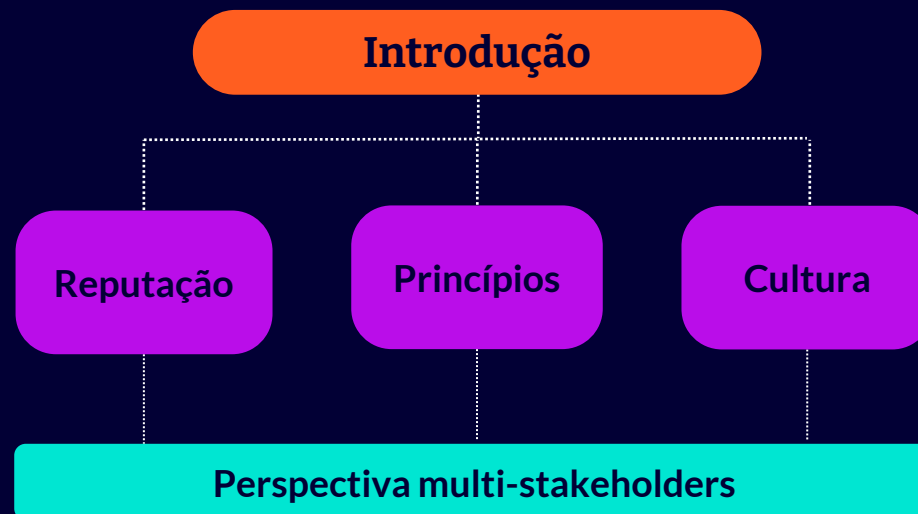 Introdução
Reputação
Princípios
Cultura
Perspectiva multi-stakeholders